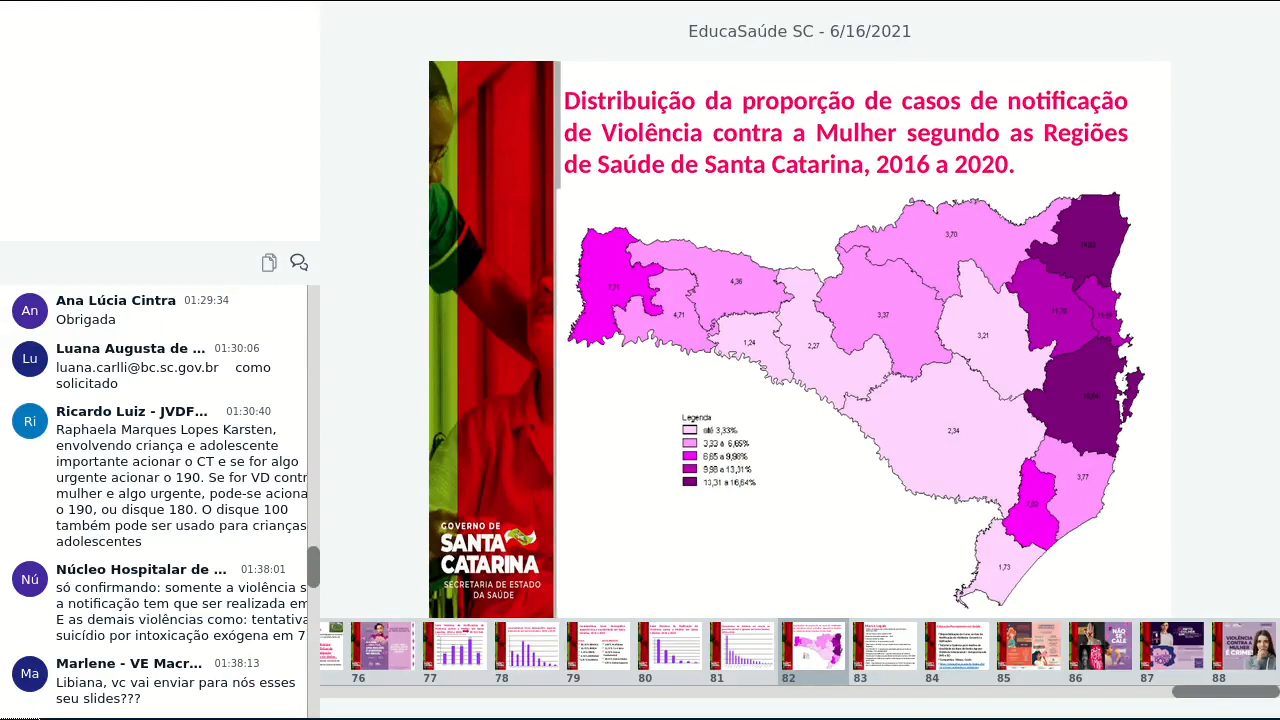 EducaSaúde SC - 6/16/2021
Distribuição da proporção de casos de notificação
de Violência contra a Mulher segundo as Regiões
de Saúde de Santa Catarina, 2016 a 2020.
3,70
4,36
4,71
3,37
3,21
1,24
2,27
2,34
3,77
1,73
Legenda
até 3,33%
3,33 a 6,65%
6,65 a 9,98%
9,98 a 13,31%
13,31 a 16,64%
GOVERNO DE
SANTA
CATARINA
SECRETARIA DE ESTADO
DA SAÚDE
An
Ana Lúcia Cintra 01:29:34
Obrigada
Lu
Luana Augusta de ... 01:30:06
luana.carlli@bc.sc.gov.br como
solicitado
Ri
Ricardo Luiz - JVDF... 01:30:40
Raphaela Marques Lopes Karsten,
envolvendo criança e adolescente
importante acionar o CT e se for algo
urgente acionar o 190. Se for VD contr
mulher e algo urgente, pode-se aciona
o 190, ou disque 180. O disque 100
também pode ser usado para crianças
adolescentes
Nú
Núcleo Hospitalar de ... 01:38:01
só confirmando: somente a violência s
a notificação tem que ser realizada em
E as demais violências como tentativa
suicídio e intoxicação exógena em 7
Ma
Marlene - VE Macr... 01:38:13
Libiana vc vai enviar para nos esses
seu slides???
76 77 78 79 80 81 82 83 84 85 86 87 88